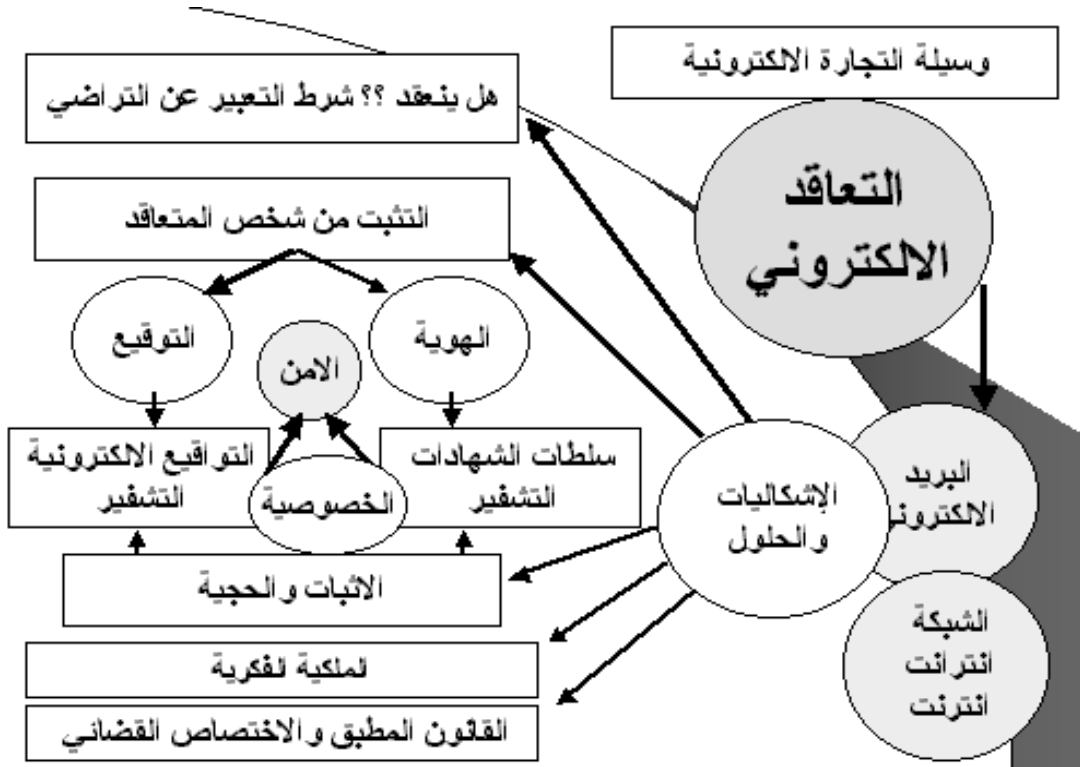 وسيلة التجارة الالكترونية
هل ينعقد ؟؟ شرط التعبير عن التراضي
التعاقد
الالكتروني
التثبت من شخص المتعاقد
الهوية
التوقيع
الامن
سلطات الشهادات
التشفير
التواقيع الالكترونية
التشفير
الخصوصية
البريد
الالكترون
الإشكاليات
والحلول
الاثبات والحجية
الشبكة
انترانت
انترنت
الملكية الفكرية
القانون المطبق والاختصاص القضائي